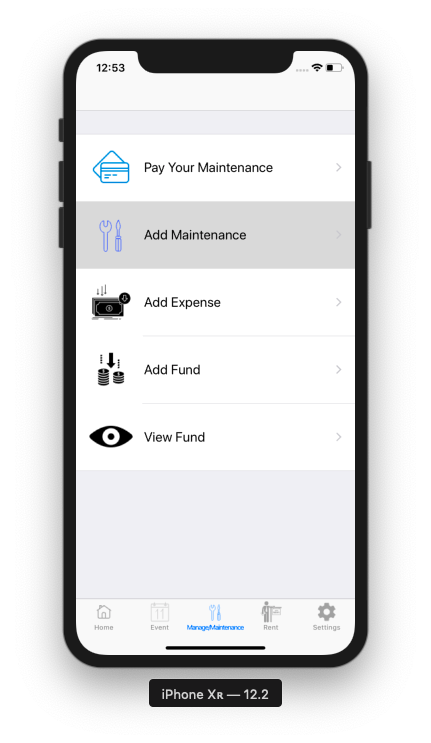 12:53
Pay Your Maintenance
Add Maintenance
Add Expense
Add Fund
View Fund
Home Event Manage/Maintenance Rent Settings
iPhone Xʀ — 12.2